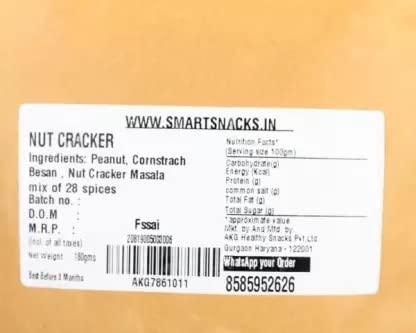 WWW.SMARTSNACKS.IN
NUT CRACKER
Ingredients: Peanut, Cornstrach
Besan , Nut Cracker Masala
mix of 28 spices
Batch no. :
D.O.M :
M.R.P. :
(incl. of all taxes)
Net Weight 180gms
Best Before 3 Months
Fssai
AKG7861011
Nutrition Facts*
(Serving size 100gm)
Carbohydrate(g)
Energy (Kcal)
Protein (g)
common salt (g)
Total Fat (g)
Total Sugar (g)
*approximate value
Mkt. by And Mfd by
AKG Healthy Snacks Pvt.Ltd
Gurgaon Haryana - 122001
WhatsApp your Order
8585952626